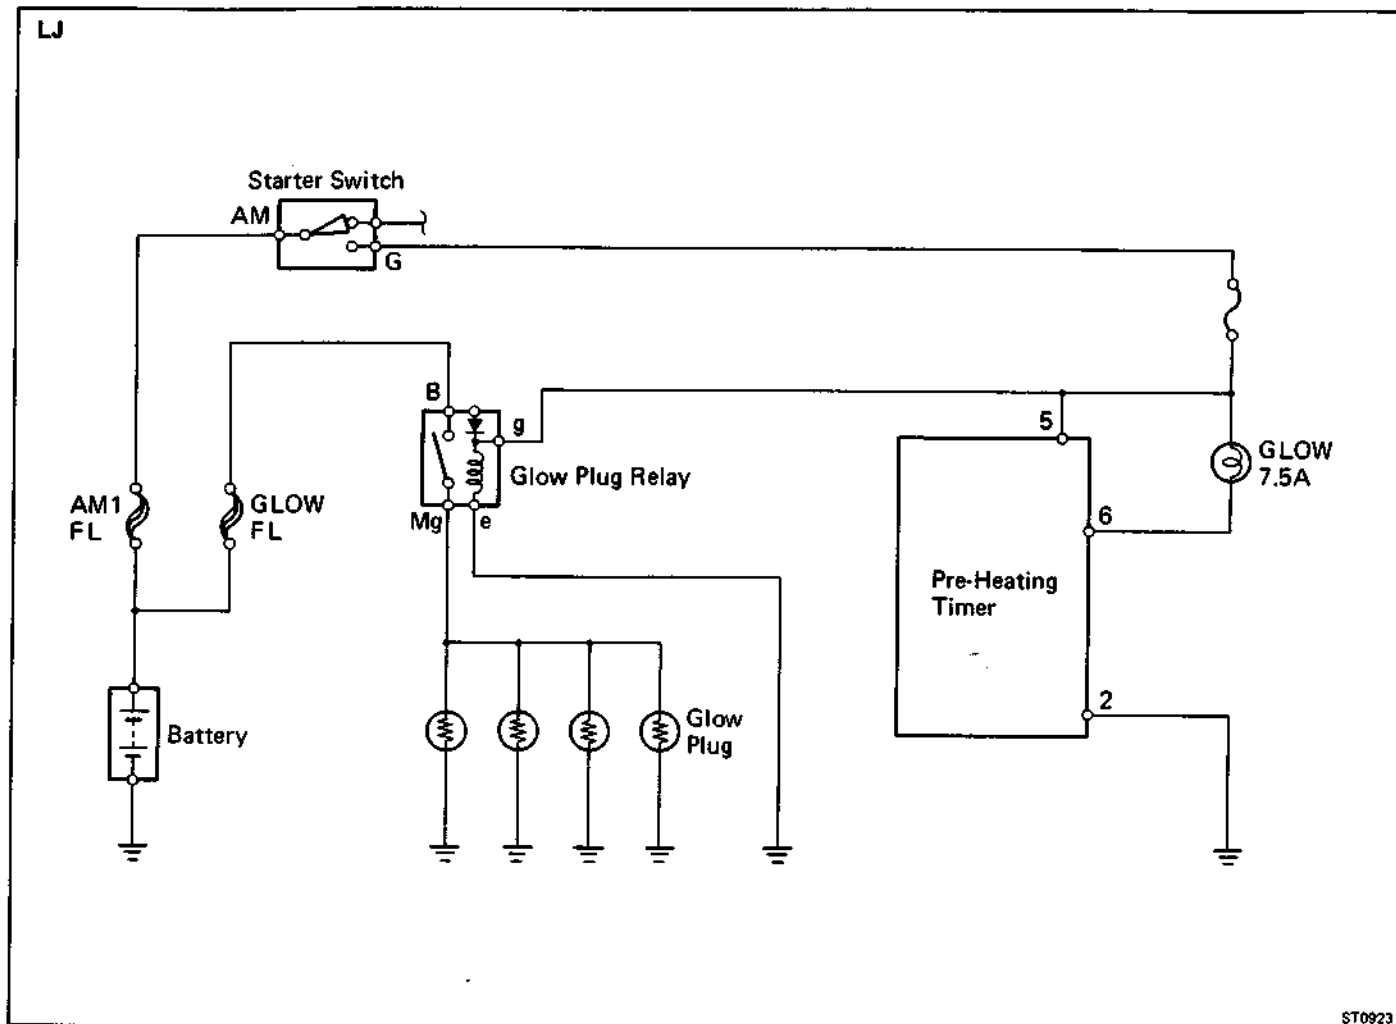 LJ
Starter Switch
AM
G
B
g
5
Glow Plug Relay
GLOW
7.5A
AM1
FL
GLOW
FL
Mg
e
6
Pre-Heating
Timer
2
Battery
Glow
Plug
ST0923